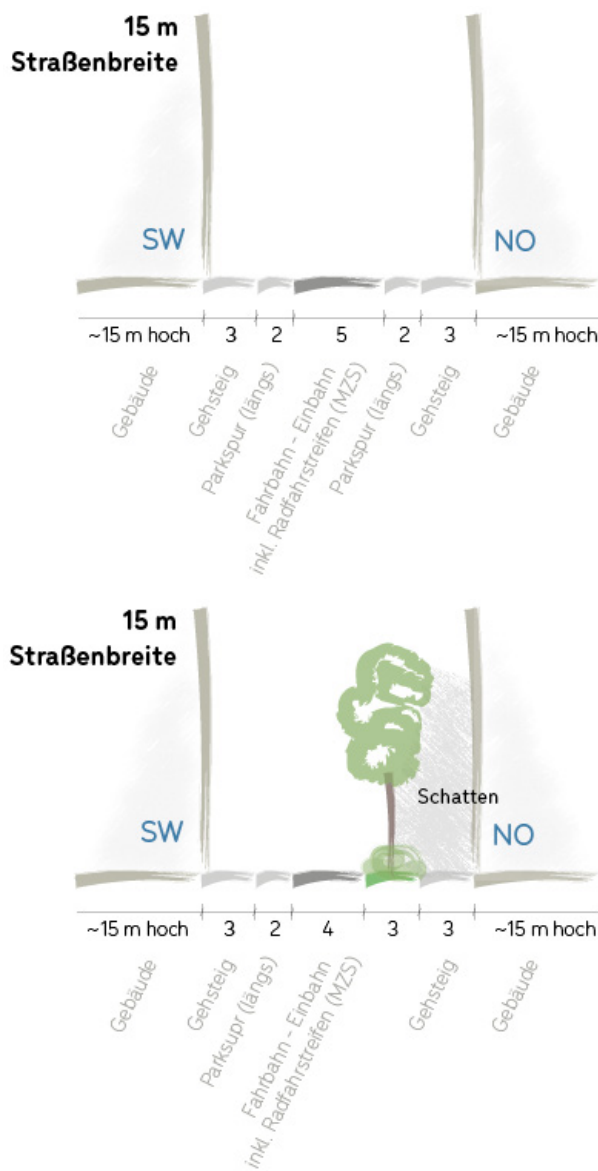 15 m
Straßenbreite
SW
NO
~15 m hoch
3
2
5
2
3
~15 m hoch
Gebäude
Gehsteig
Parkspur (längs)
Fahrbahn - Einbahn
inkl. Radfahrstreifen (MZS)
Parkspur (längs)
Gehsteig
Gebäude
15 m
Straßenbreite
Schatten
SW
NO
~15 m hoch
3
2
4
3
3
~15 m hoch
Gebäude
Gehsteig
Parksupr (längs)
Fahrbahn - Einbahn
inkl. Radfahrstreifen (MZS)
Gehsteig
Gebäude